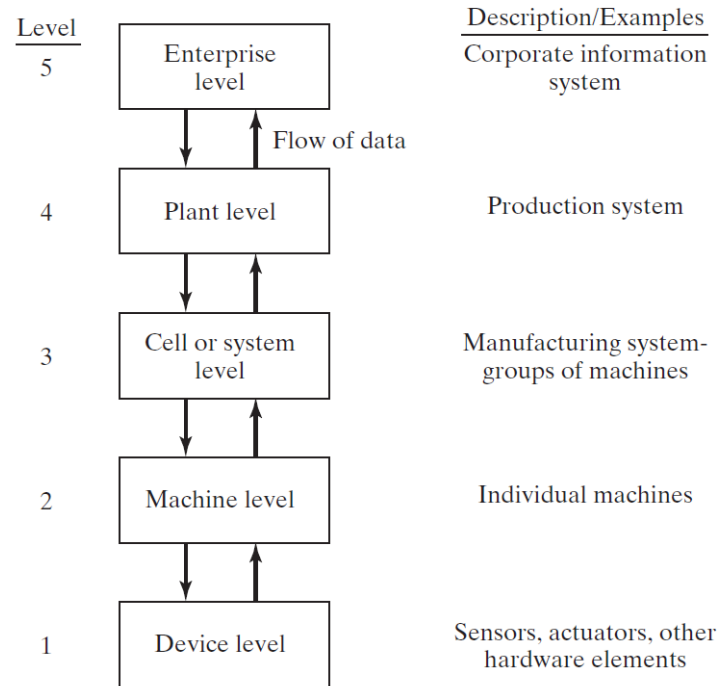 Level
Description/Examples
5
Enterprise
level
Corporate information
system
Flow of data
4
Plant level
Production system
3
Cell or system
level
Manufacturing system-
groups of machines
2
Machine level
Individual machines
1
Device level
Sensors, actuators, other
hardware elements